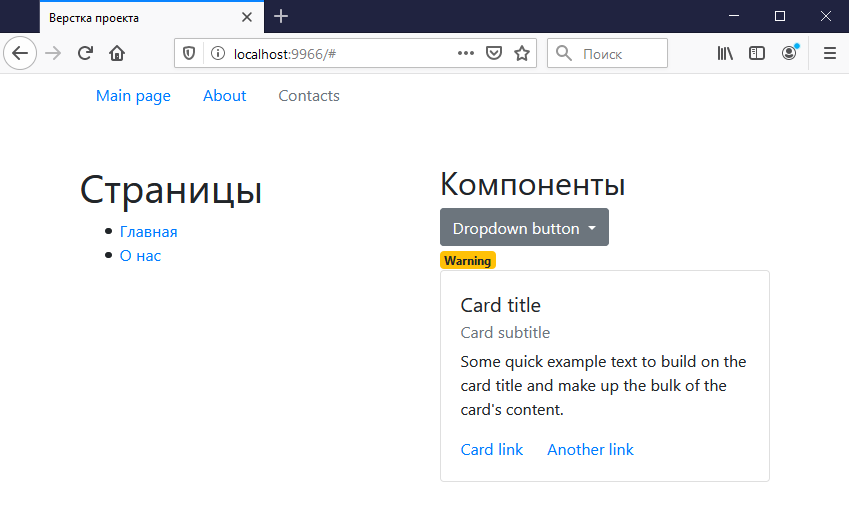 Верстка проекта
localhost:9966/#
Поиск
Main page About Contacts
Страницы
Главная
О нас
Компоненты
Dropdown button
Warning
Card title
Card subtitle
Some quick example text to build on the
card title and make up the bulk of the
card's content.
Card link Another link